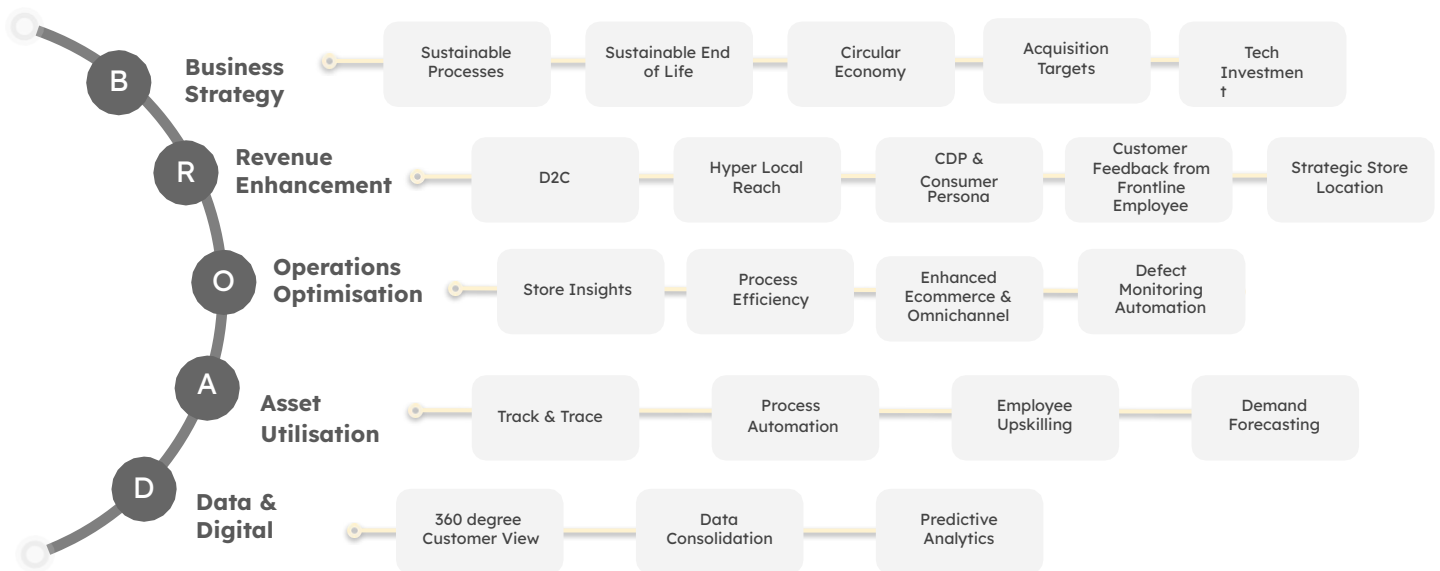 B
Business
Strategy
Sustainable
Processes
Sustainable End
of Life
Circular
Economy
Acquisition
Targets
Tech
Investmen
t
R
Revenue
Enhancement
D2C
Hyper Local
Reach
CDP &
Consumer
Persona
Customer
Feedback from
Frontline
Employee
Strategic Store
Location
O
Operations
Optimisation
Store Insights
Process
Efficiency
Enhanced
Ecommerce &
Omnichannel
Defect
Monitoring
Automation
A
Asset
Utilisation
Track & Trace
Process
Automation
Employee
Upskilling
Demand
Forecasting
D
Data &
Digital
360 degree
Customer View
Data
Consolidation
Predictive
Analytics